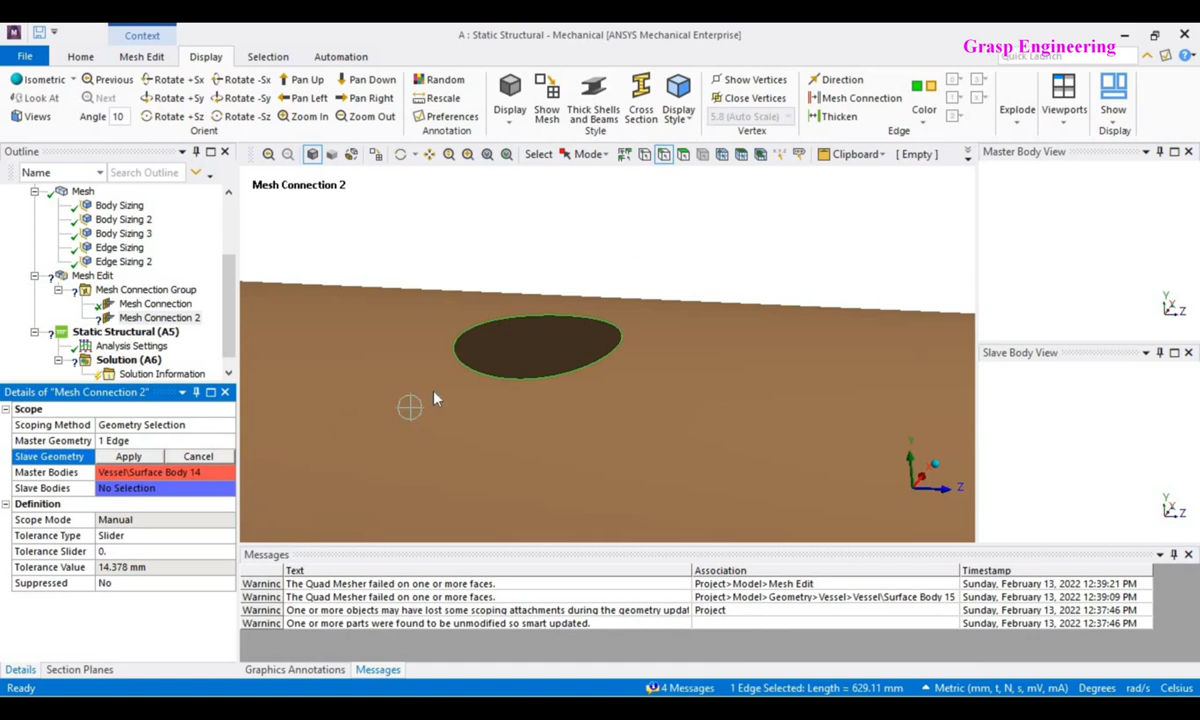 Context
A : Static Structural - Mechanical [ANSYS Mechanical Enterprise]
Grasp Engineering
File Home Mesh Edit Display Selection Automation
Quick Launch
Isometric Previous Rotate +Sx Rotate -Sx Pan Up Pan Down Random Show Vertices Direction
Look At Next Rotate +Sy Rotate -Sy Pan Left Pan Right Rescale Close Vertices Mesh Connection
Views Angle 10 Rotate +Sz Rotate -Sz Zoom In Zoom Out Preferences 5.8 (Auto Scale) Thicken
Display Show Mesh Thick Shells and Beams Cross Section Display Style Color Explode Viewports Show
Orient Annotation Style Vertex Edge Display
Outline
Name Search Outline
Select Mode Clipboard [ Empty ]
Master Body View
Mesh Connection 2
Mesh
Body Sizing
Body Sizing 2
Body Sizing 3
Edge Sizing
Edge Sizing 2
Mesh Edit
Mesh Connection Group
Mesh Connection
Mesh Connection 2
Static Structural (A5)
Analysis Settings
Solution (A6)
Solution Information
Y
Z
Slave Body View
Details of "Mesh Connection 2"
Scope
Scoping Method Geometry Selection
Master Geometry 1 Edge
Slave Geometry Apply Cancel
Master Bodies Vessel\Surface Body 14
Slave Bodies No Selection
Definition
Scope Mode Manual
Tolerance Type Slider
Tolerance Slider 0.
Tolerance Value 14.378 mm
Suppressed No
Y
Z
Y
Z
Messages
Text Association Timestamp
Warninc The Quad Mesher failed on one or more faces. Project>Model>Mesh Edit Sunday, February 13, 2022 12:39:21 PM
Warninc The Quad Mesher failed on one or more faces. Project>Model>Geometry>Vessel>Vessel\Surface Body 15 Sunday, February 13, 2022 12:39:09 PM
Warninc One or more objects may have lost some scoping attachments during the geometry updat Project Sunday, February 13, 2022 12:37:46 PM
Warninc One or more parts were found to be unmodified so smart updated. Sunday, February 13, 2022 12:37:46 PM
Details Section Planes
Graphics Annotations Messages
Ready 4 Messages 1 Edge Selected: Length = 629.11 mm Metric (mm, t, N, s, mV, mA) Degrees rad/s Celsius